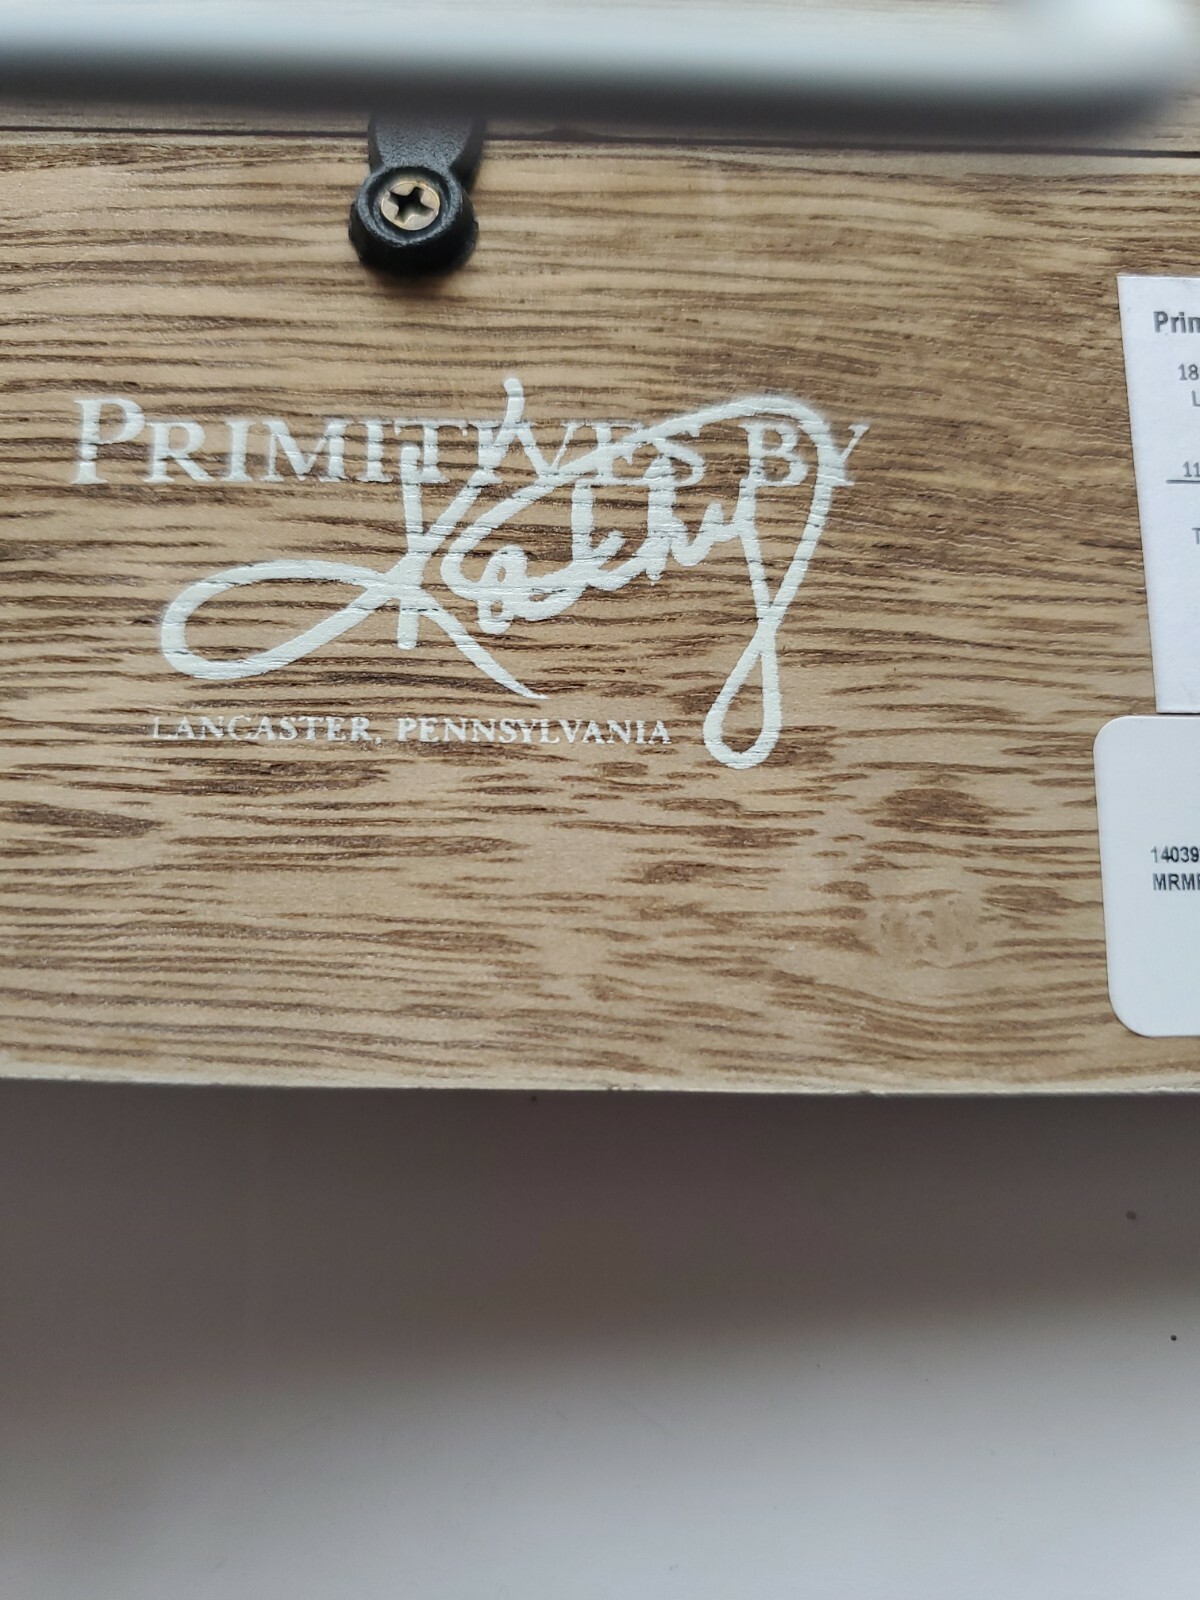 PRIMITIVES BY
Kathy
LANCASTER, PENNSYLVANIA
Prim
18
L
11
T
14039
MRM